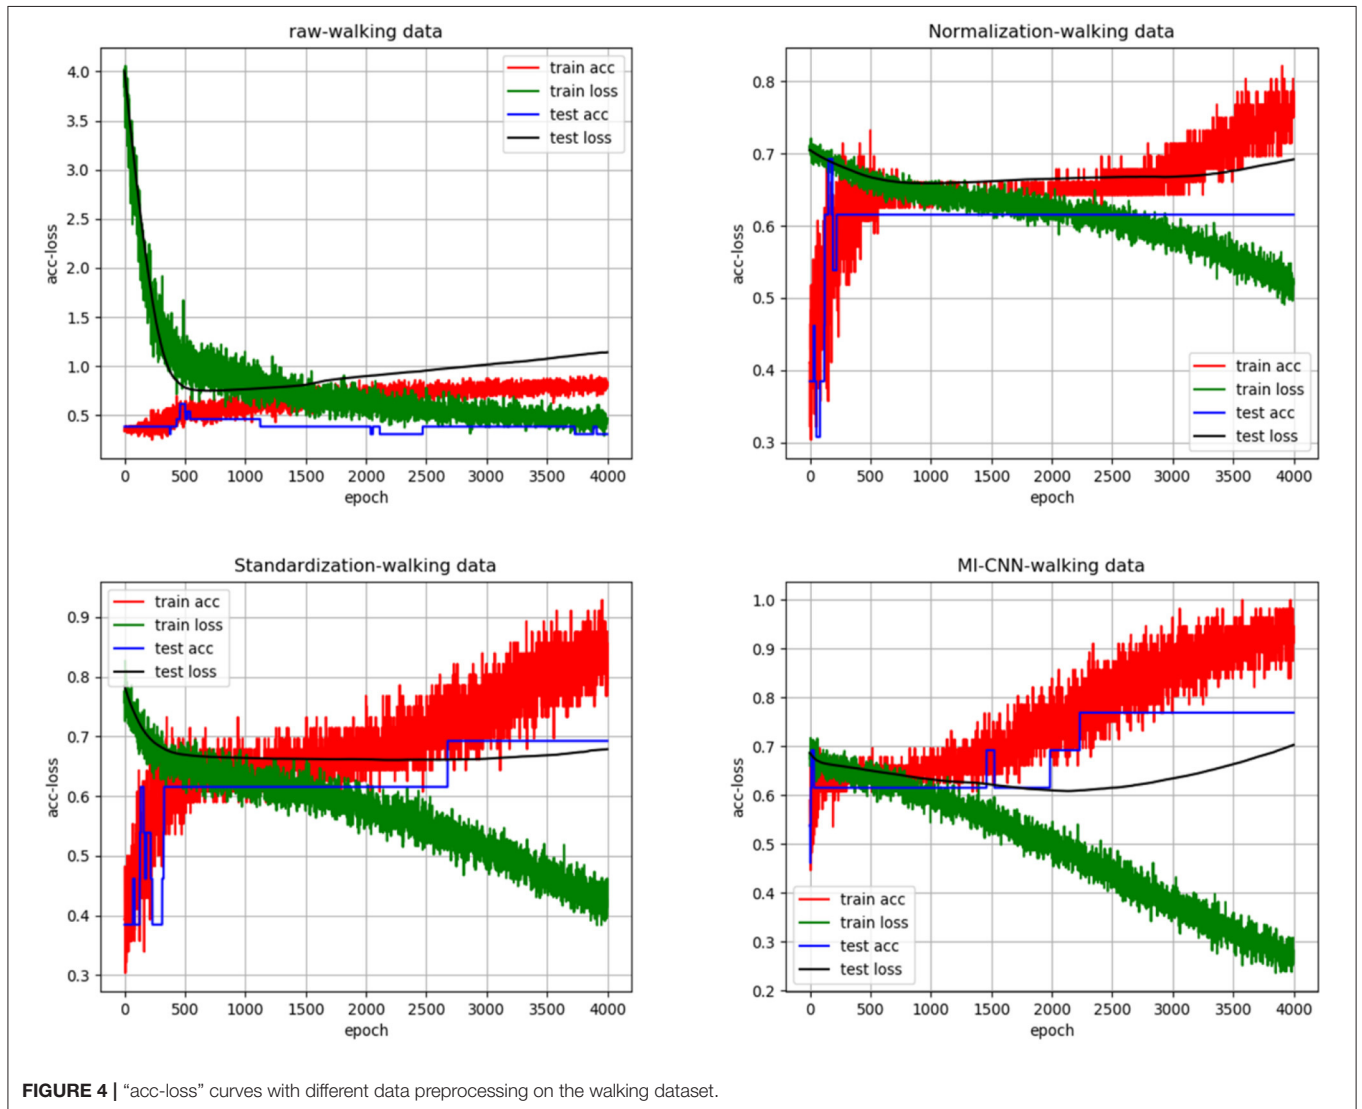 raw-walking data
4.0
3.5
3.0
2.5
2.0
1.5
1.0
0.5
acc-loss
train acc
train loss
test acc
test loss
0 500 1000 1500 2000 2500 3000 3500 4000
epoch
Normalization-walking data
0.8
0.7
0.6
0.5
0.4
0.3
acc-loss
train acc
train loss
test acc
test loss
0 500 1000 1500 2000 2500 3000 3500 4000
epoch
Standardization-walking data
0.9
0.8
0.7
0.6
0.5
0.4
0.3
acc-loss
train acc
train loss
test acc
test loss
0 500 1000 1500 2000 2500 3000 3500 4000
epoch
MI-CNN-walking data
1.0
0.9
0.8
0.7
0.6
0.5
0.4
0.3
0.2
acc-loss
train acc
train loss
test acc
test loss
0 500 1000 1500 2000 2500 3000 3500 4000
epoch
FIGURE 4 | “acc-loss” curves with different data preprocessing on the walking dataset.